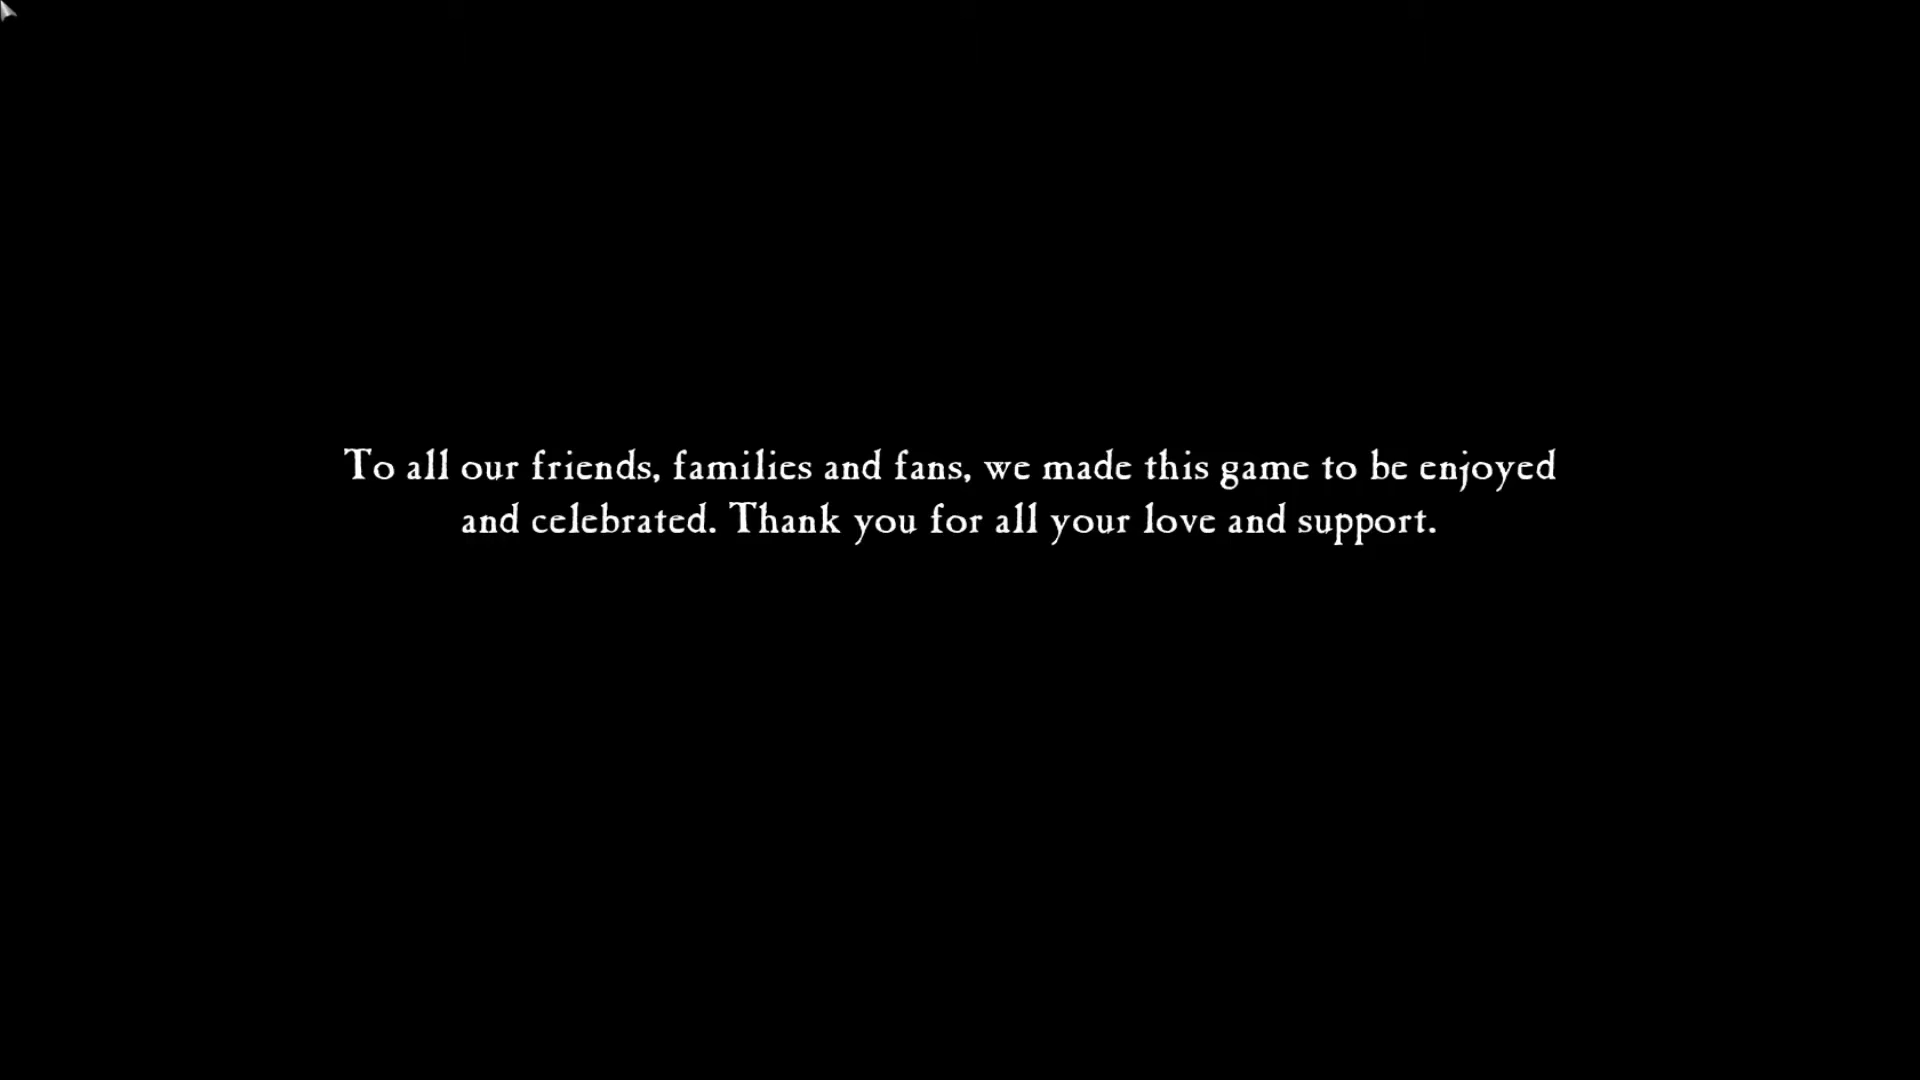 To all our friends, families and fans, we made this game to be enjoyed
and celebrated. Thank you for all your love and support.